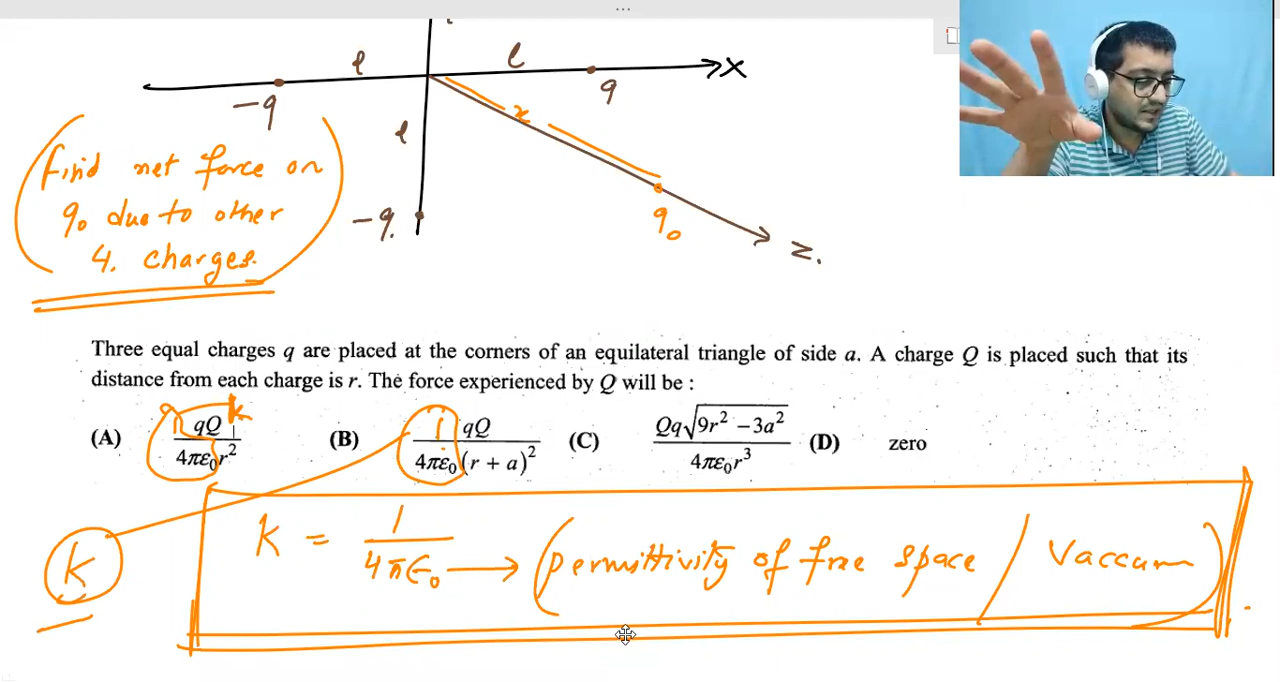 l
l
x
-q
q
x
l
Find net force on
q₀ due to other
4. charges.
-q.
q₀
z.
Three equal charges q are placed at the corners of an equilateral triangle of side a. A charge Q is placed such that its
distance from each charge is r. The force experienced by Q will be :
(A) 1 qQ / 4πε₀ r² k (B) 1 qQ / 4πε₀ (r + a)² (C) Qq√(9r² – 3a²) / 4πε₀r³ (D) zero
k
k = 1 / 4πε₀ → (Permittivity of free space / Vaccum)